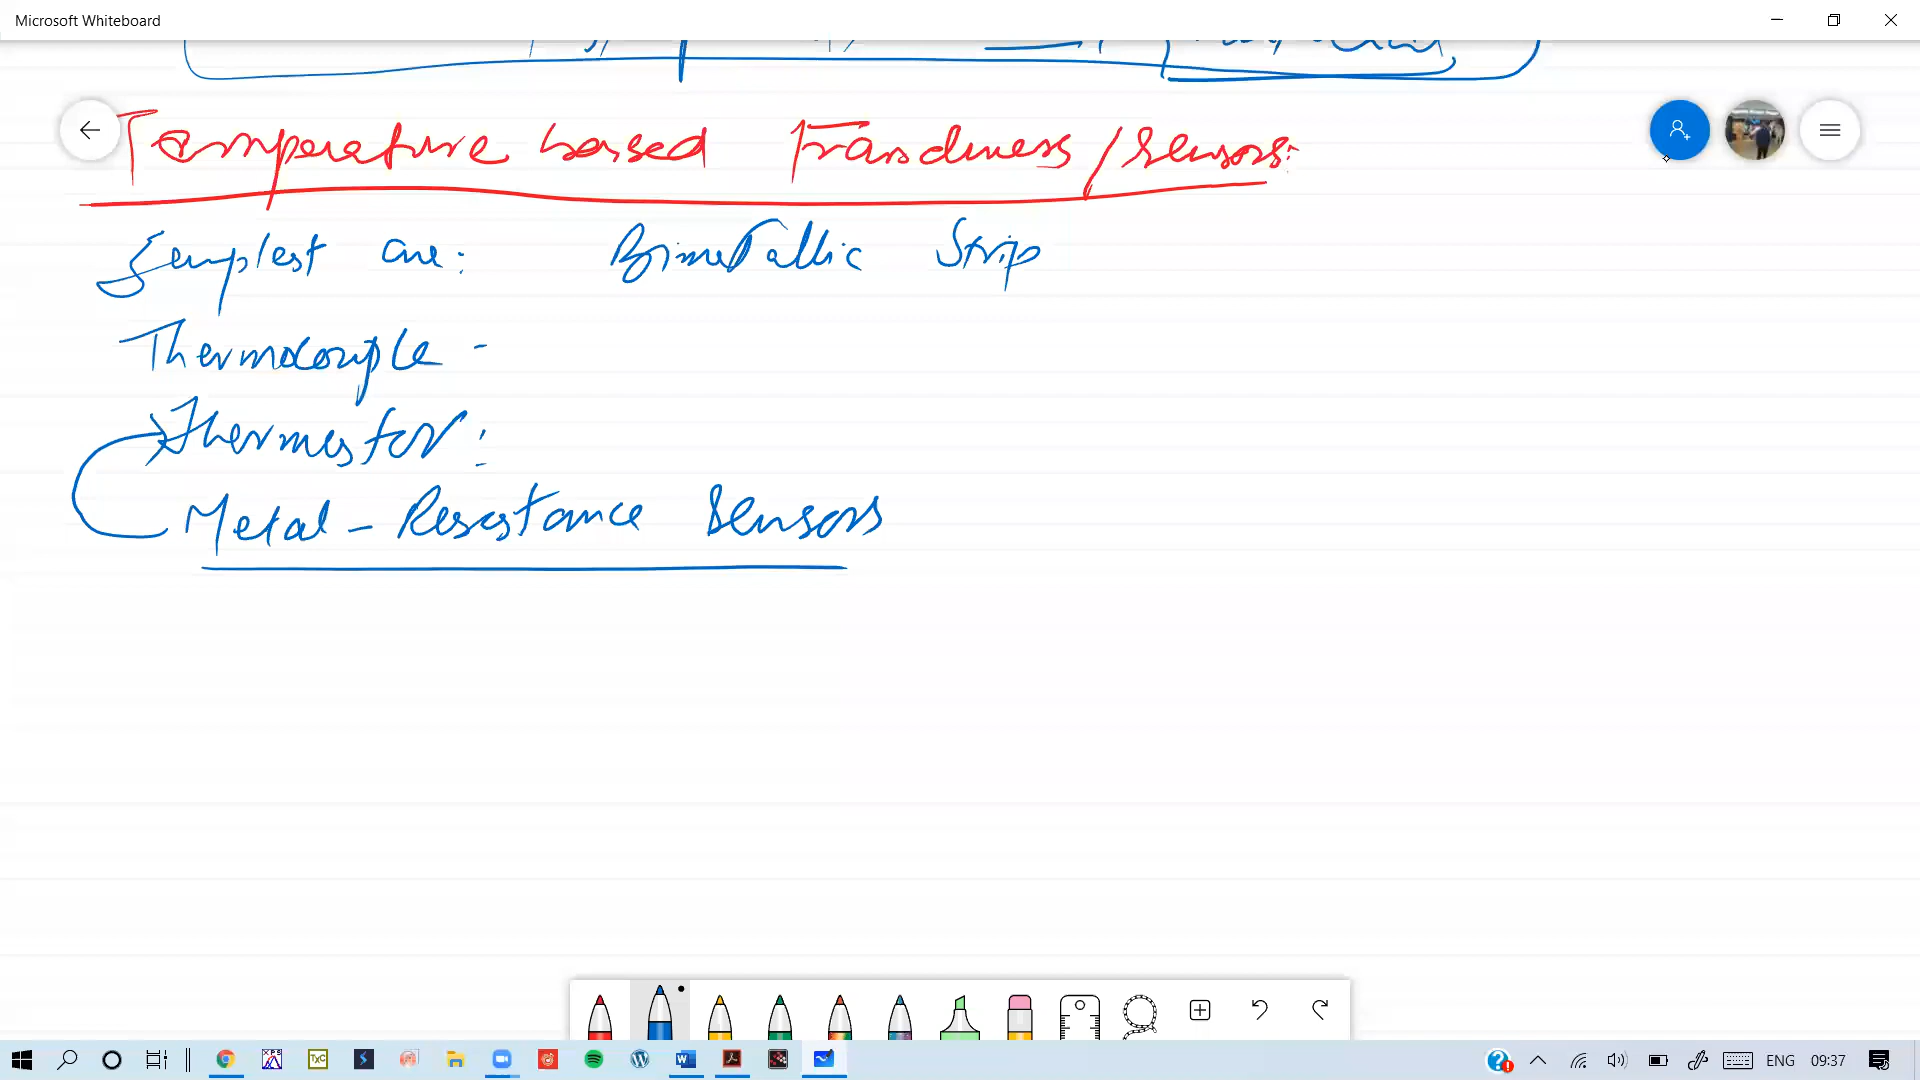 Microsoft Whiteboard
Temperature based Transducers/Sensors:
Simplest one: Bimetallic Strip
Thermocouple -
Thermistor:
Metal - Resistance Sensors
ENG 09:37